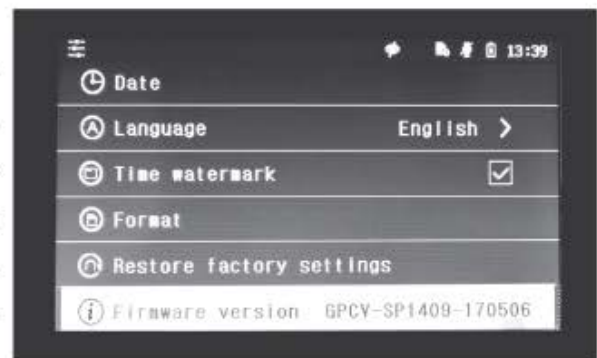 13:39
Date
Language English
Time watermark
Format
Restore factory settings
Firmware version GPCV-SP1409-170506